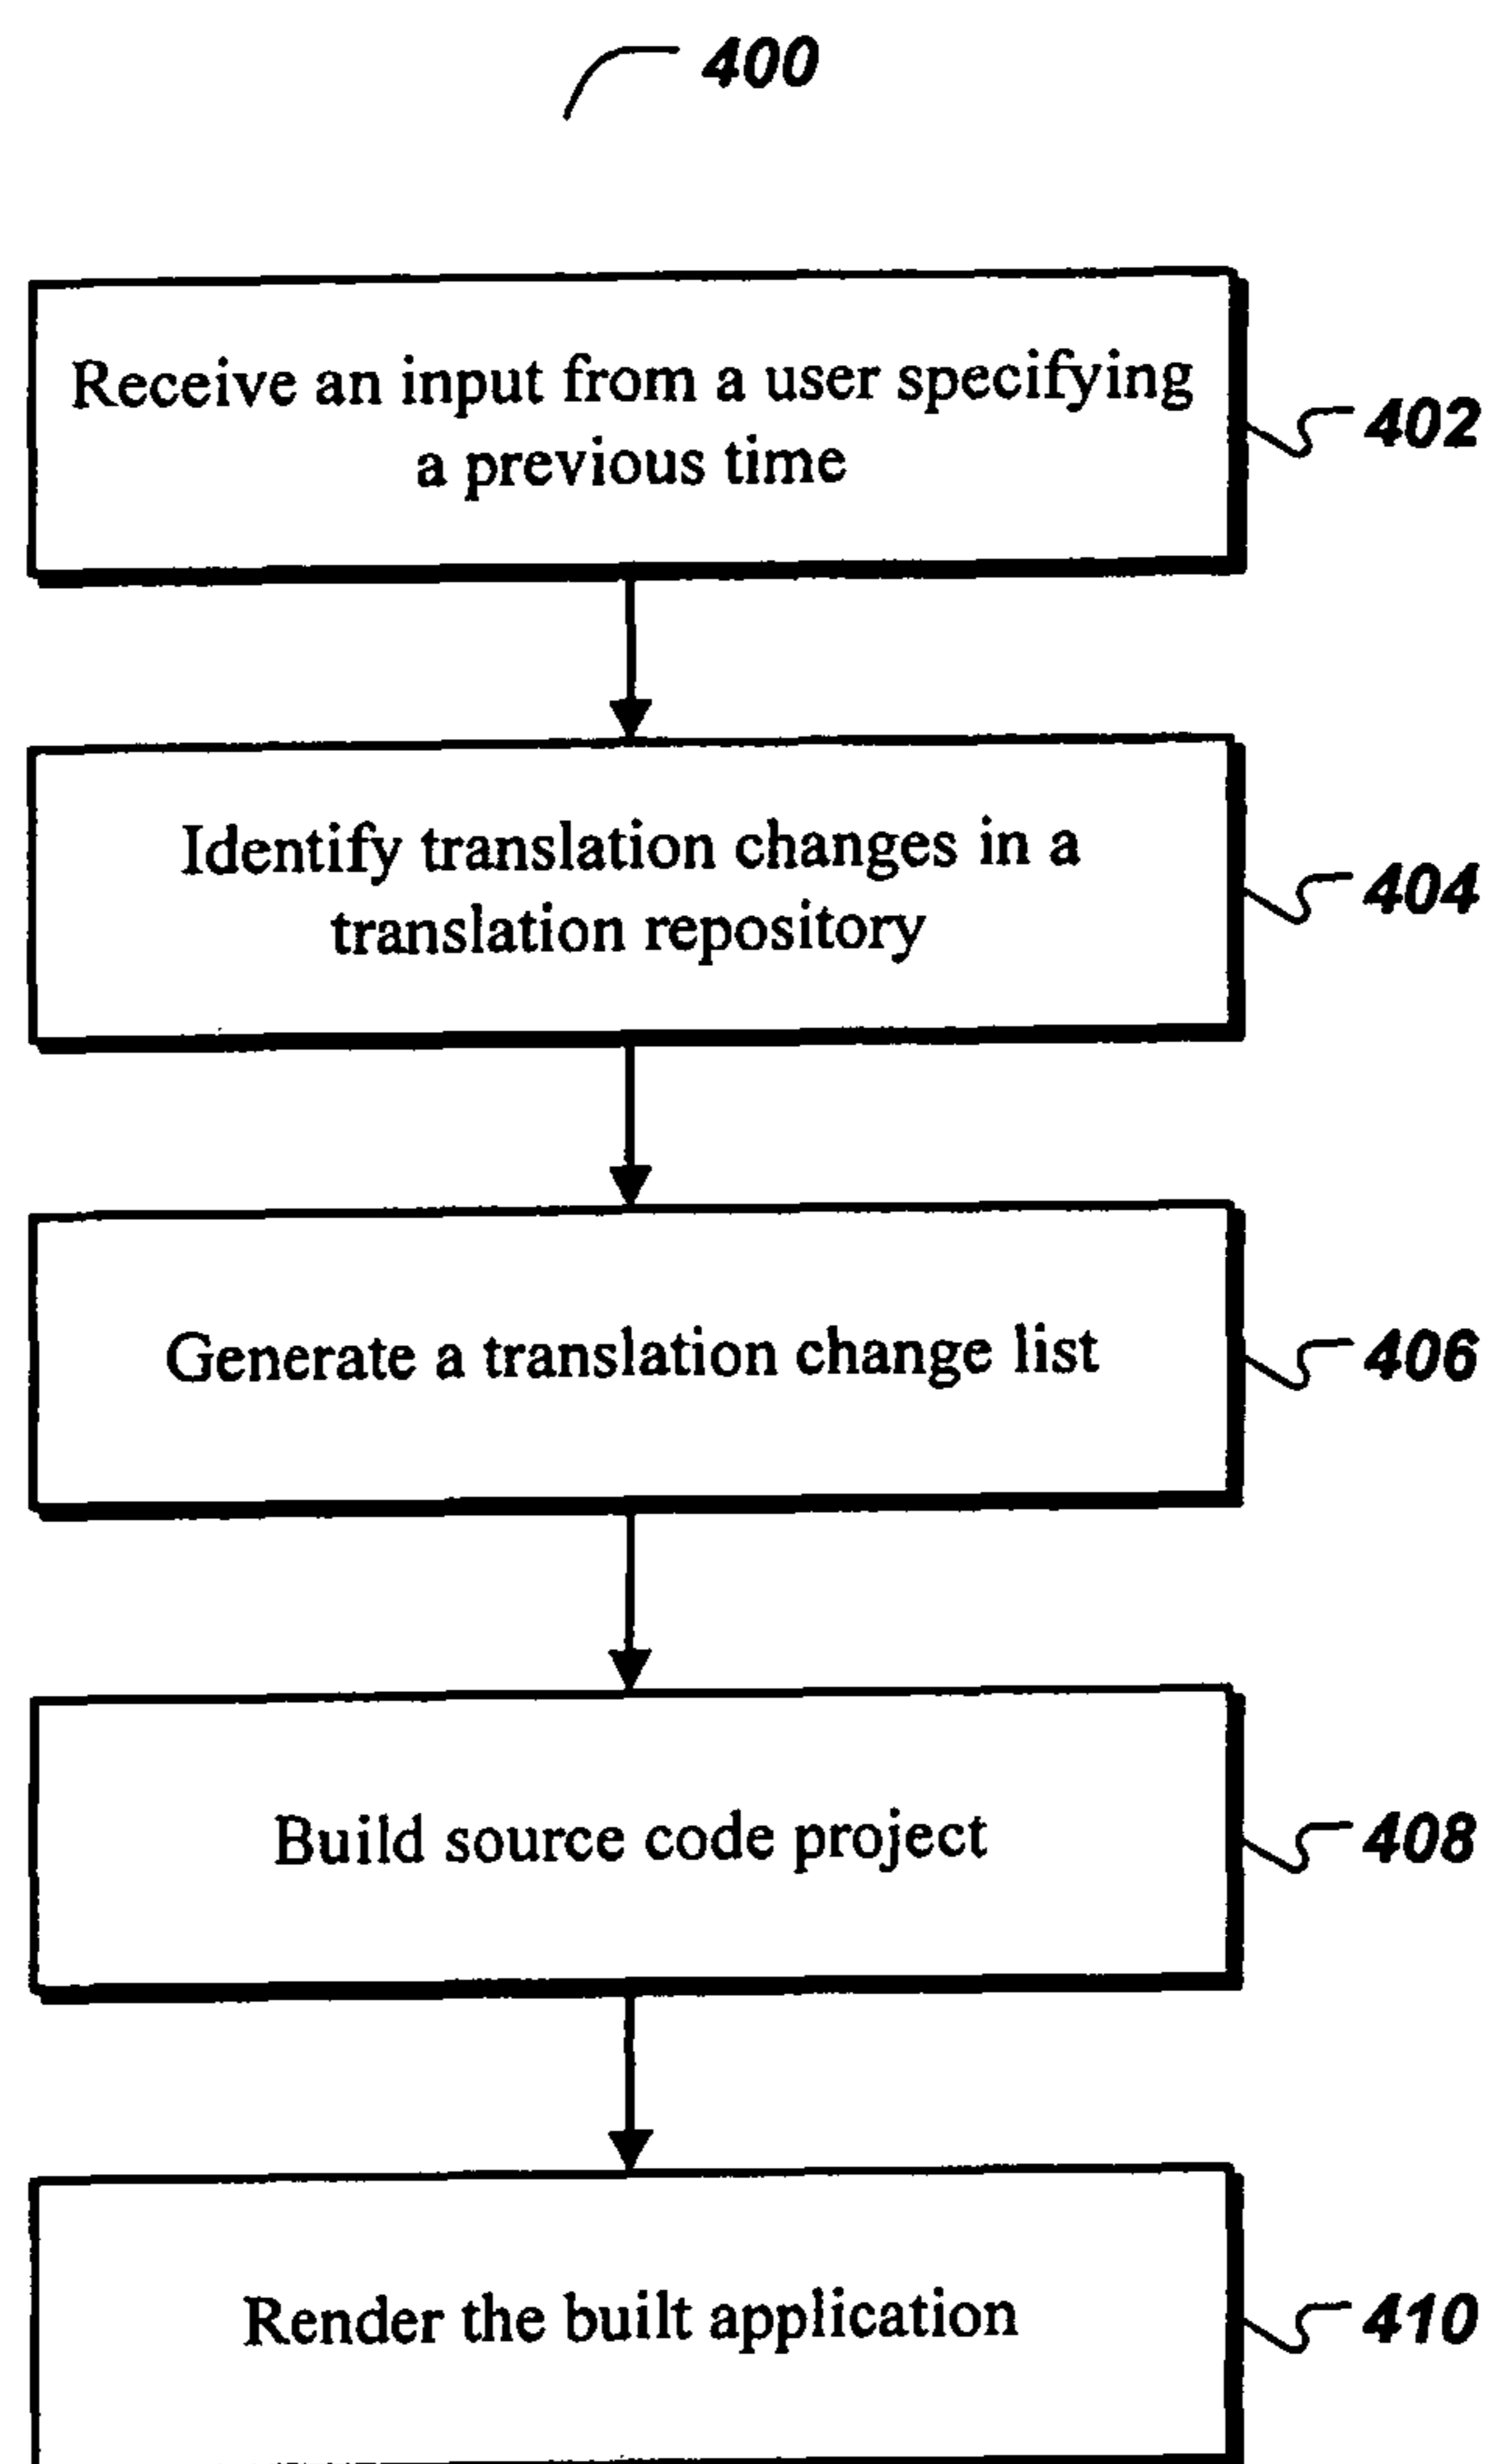 400
Receive an input from a user specifying
a previous time
402
Identify translation changes in a
translation repository
404
Generate a translation change list
406
Build source code project
408
Render the built application
410